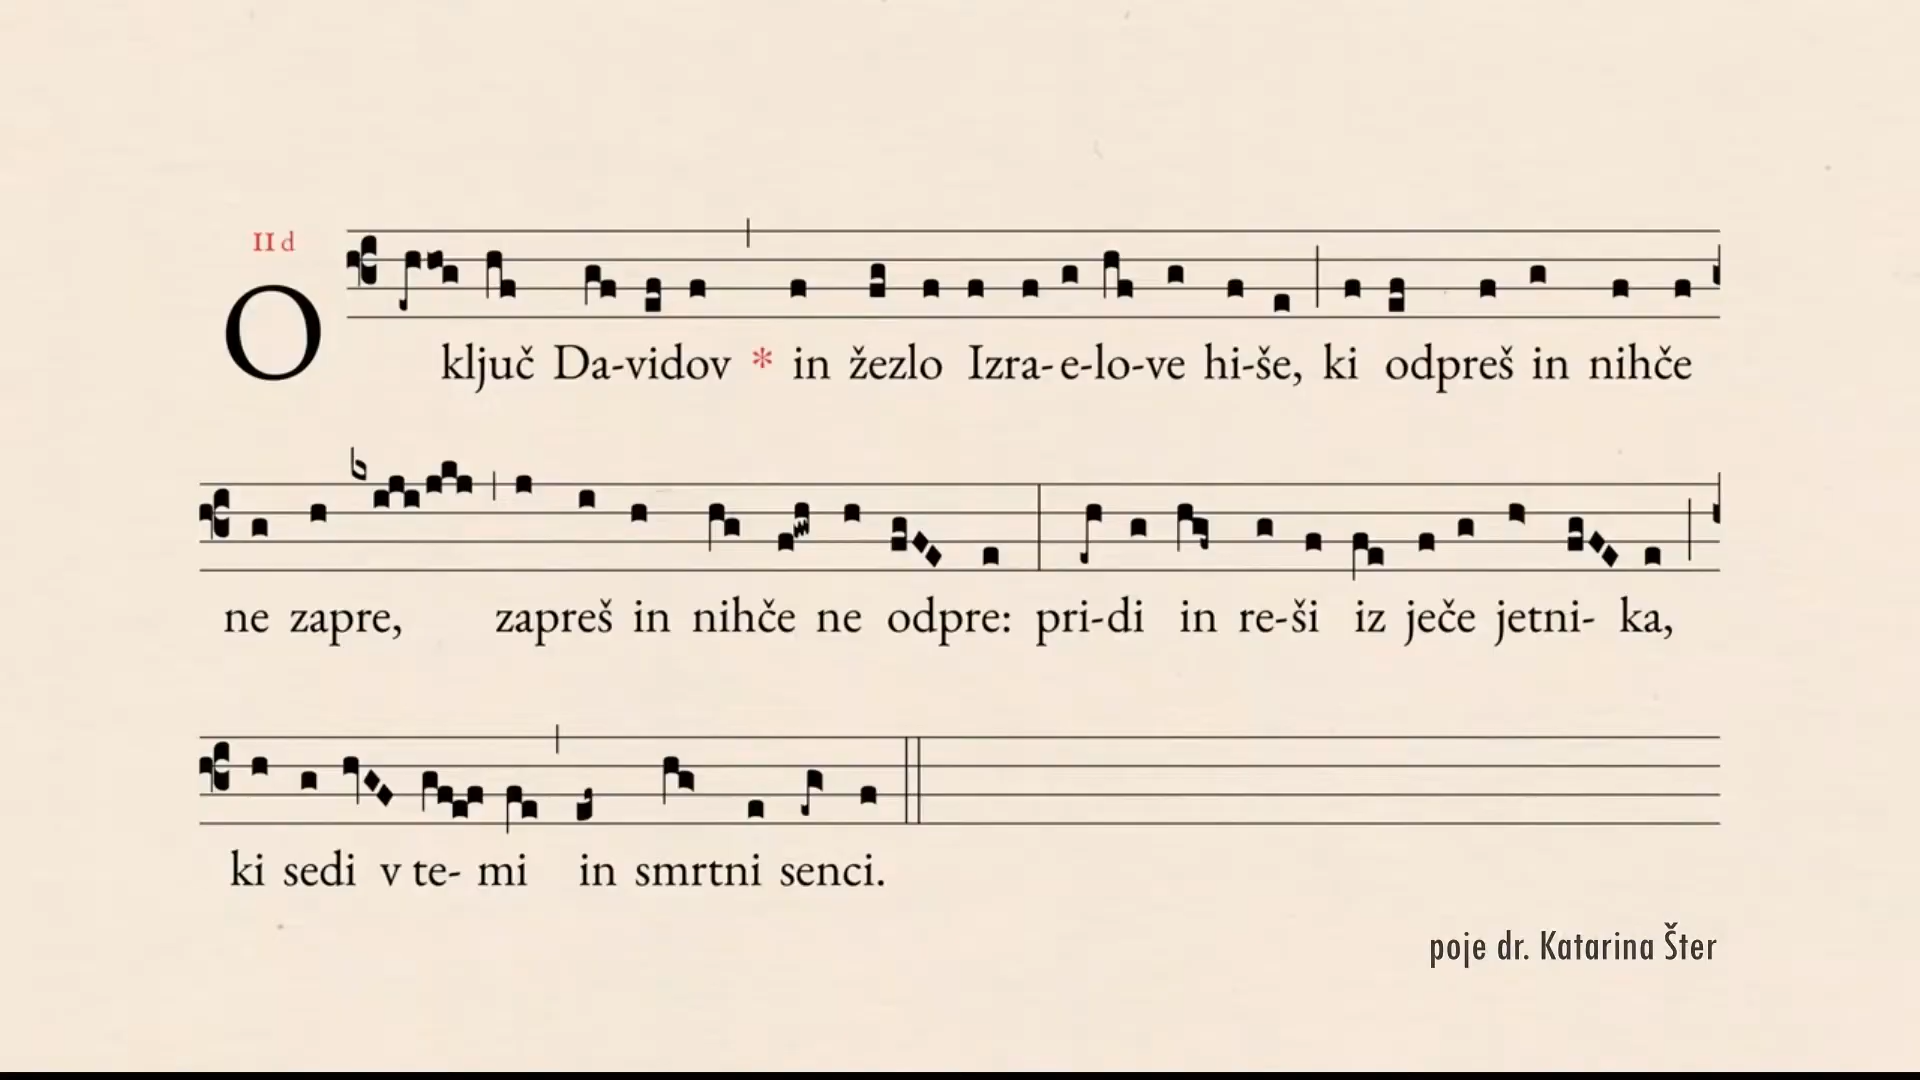 II d
O ključ Da-vidov * in žezlo Izra-e-lo-ve hi-še, ki odpreš in nihče
ne zapre, zapreš in nihče ne odpre: pri-di in re-ši iz ječe jetni- ka,
ki sedi v te- mi in smrtni senci.
poje dr. Katarina Šter